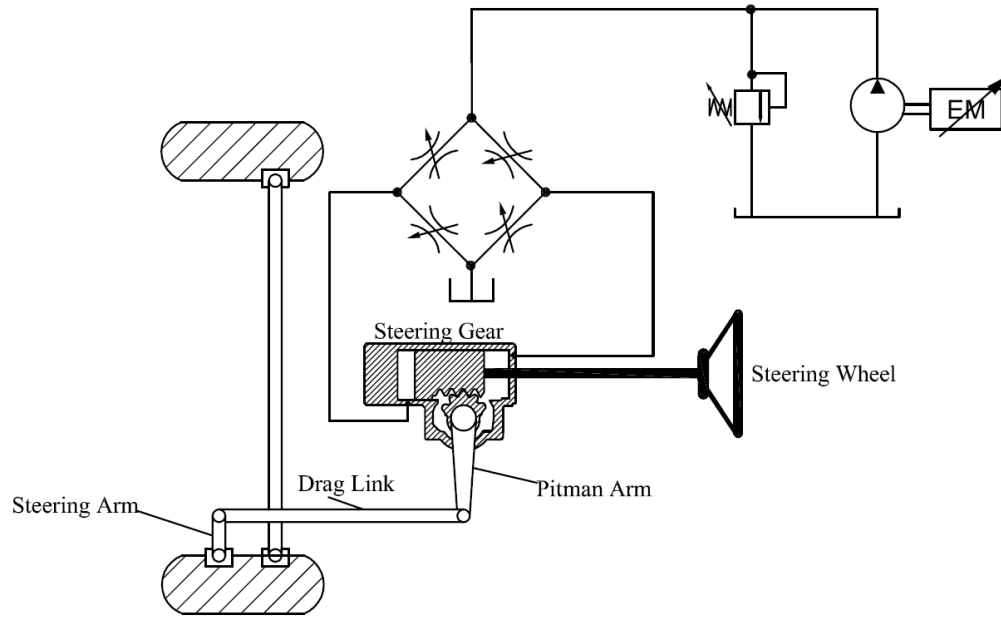 EM
Steering Gear
Steering Wheel
Drag Link
Pitman Arm
Steering Arm